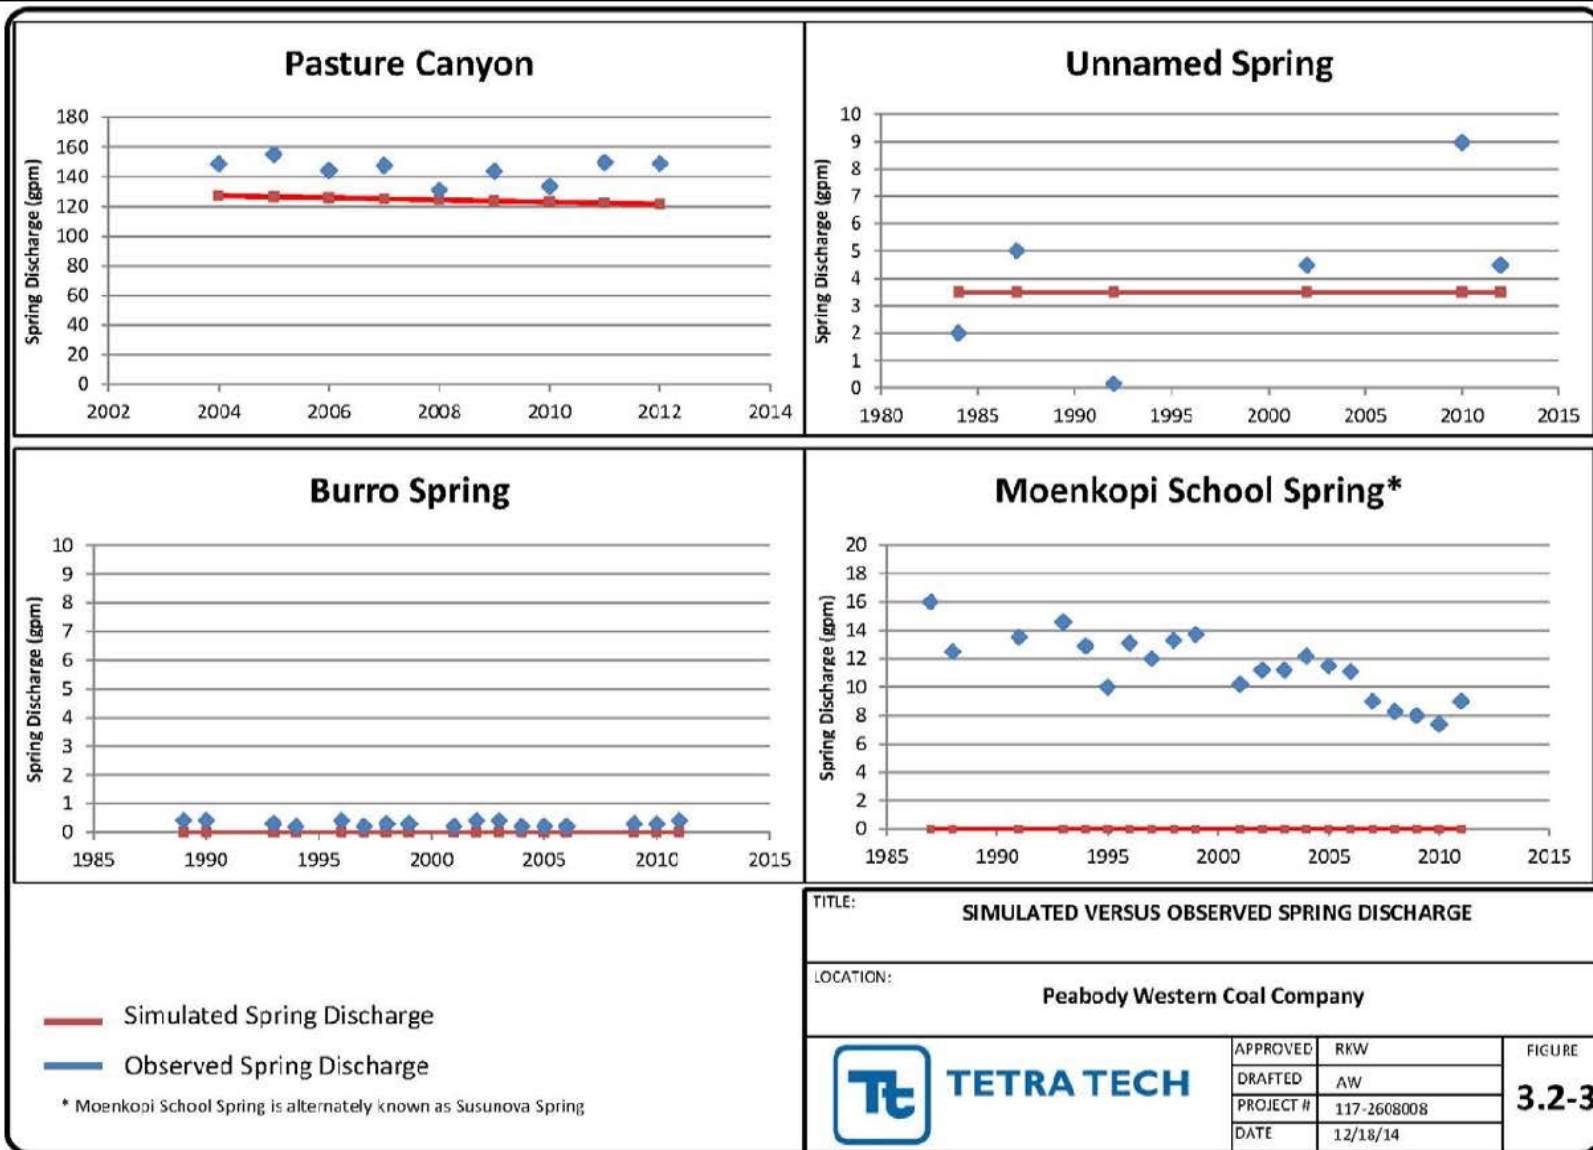 Pasture Canyon
Spring Discharge (gpm)
180
160
140
120
100
80
60
40
20
0
2002 2004 2006 2008 2010 2012 2014
Unnamed Spring
Spring Discharge (gpm)
10
9
8
7
6
5
4
3
2
1
0
1980 1985 1990 1995 2000 2005 2010 2015
Burro Spring
Spring Discharge (gpm)
10
9
8
7
6
5
4
3
2
1
0
1985 1990 1995 2000 2005 2010 2015
Moenkopi School Spring*
Spring Discharge (gpm)
20
18
16
14
12
10
8
6
4
2
0
1985 1990 1995 2000 2005 2010 2015
Simulated Spring Discharge
Observed Spring Discharge
* Moenkopi School Spring is alternately known as Susunova Spring
TITLE:
SIMULATED VERSUS OBSERVED SPRING DISCHARGE
LOCATION:
Peabody Western Coal Company
Tt TETRA TECH
APPROVED RKW
DRAFTED AW
PROJECT # 117-2608008
DATE 12/18/14
FIGURE
3.2-3